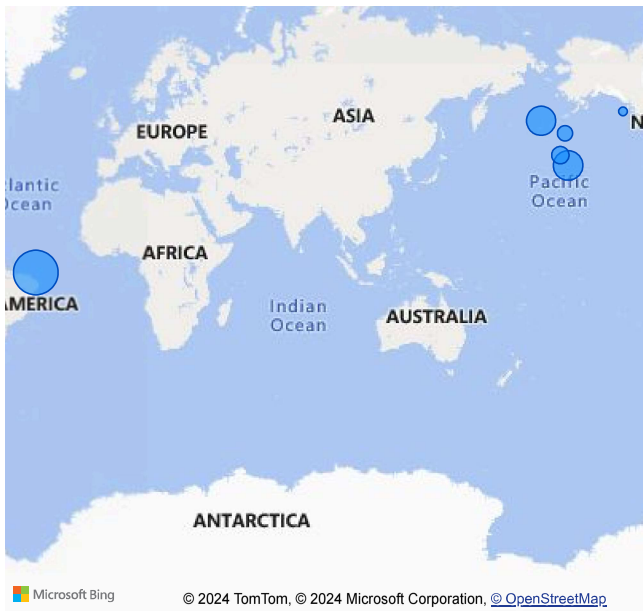 ASIA
EUROPE
N
tlantic
Ocean
Pacific
Ocean
AFRICA
AMERICA
Indian
Ocean
AUSTRALIA
ANTARCTICA
Microsoft Bing
© 2024 TomTom, © 2024 Microsoft Corporation, © OpenStreetMap